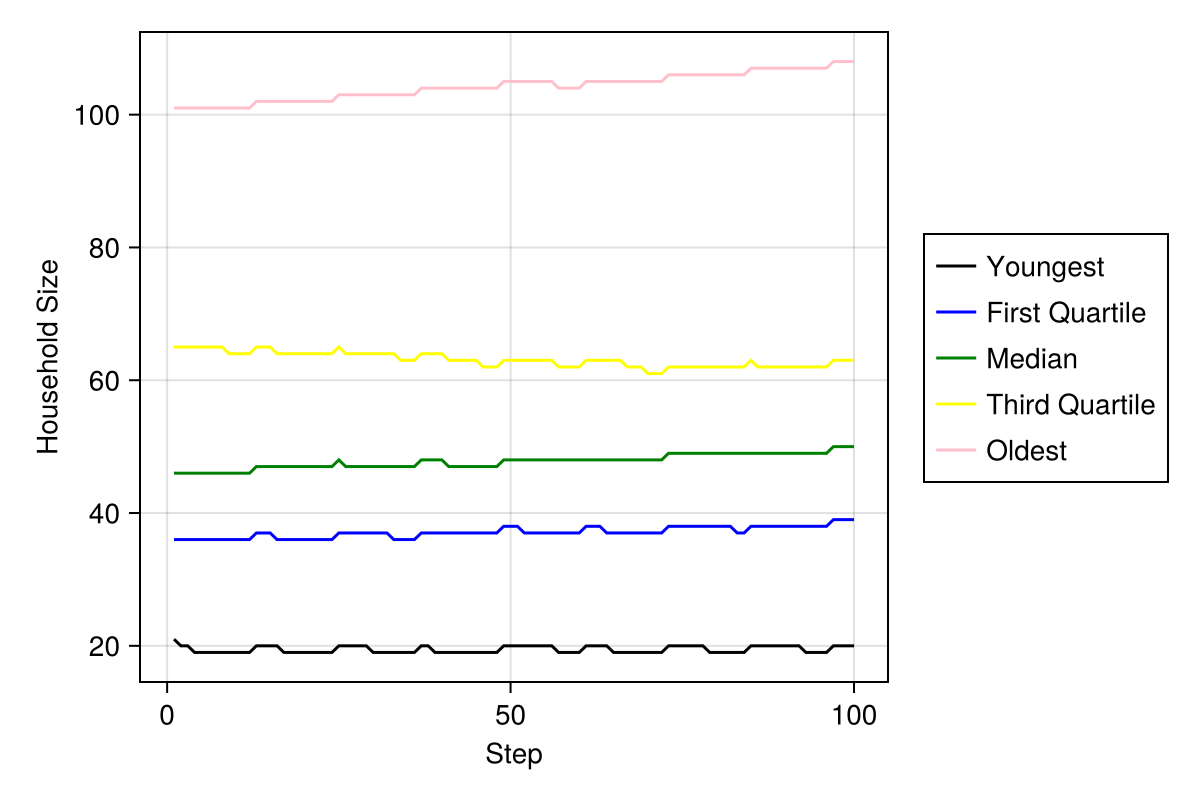 100
80
60
40
20
Household Size
0
50
100
Step
Youngest
First Quartile
Median
Third Quartile
Oldest